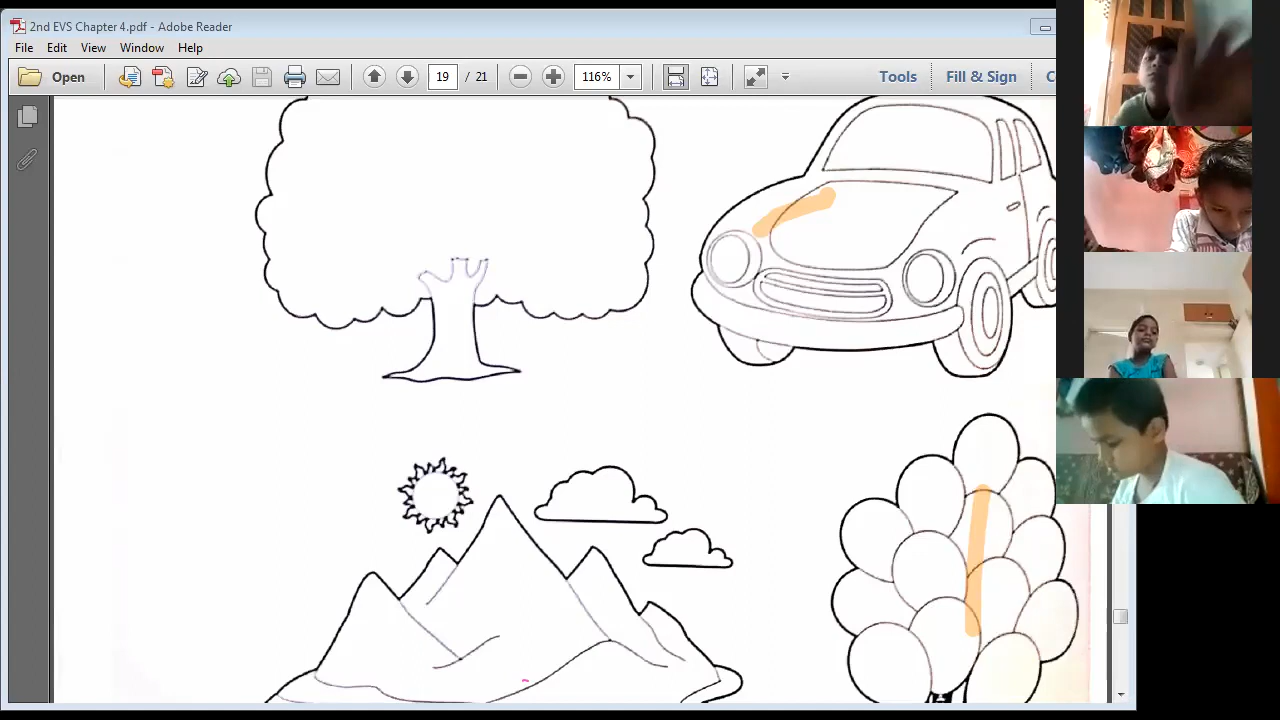 2nd EVS Chapter 4.pdf - Adobe Reader
File Edit View Window Help
Open 19 / 21 116% Tools Fill & Sign C